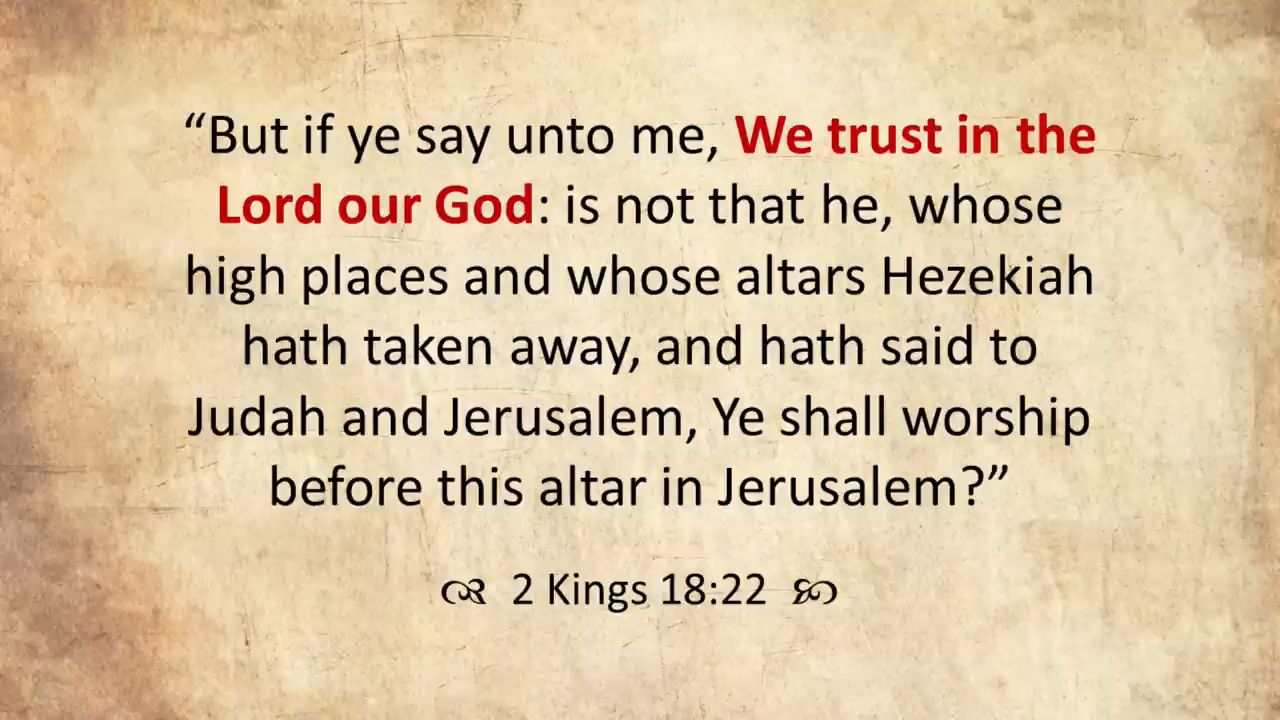 “But if ye say unto me, We trust in the
Lord our God: is not that he, whose
high places and whose altars Hezekiah
hath taken away, and hath said to
Judah and Jerusalem, Ye shall worship
before this altar in Jerusalem?”
2 Kings 18:22